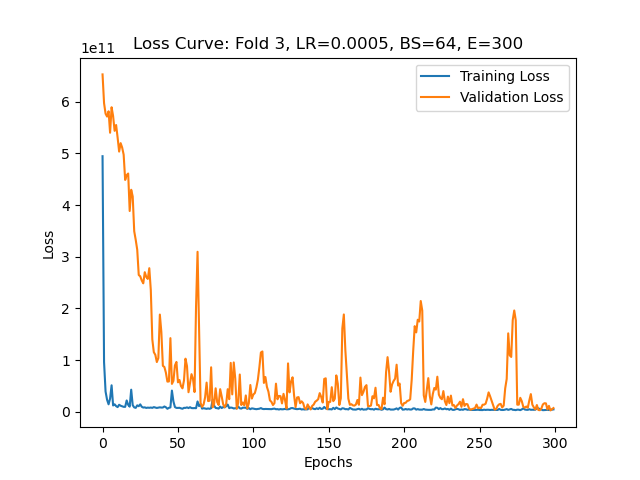 Loss Curve: Fold 3, LR=0.0005, BS=64, E=300
1e11
Training Loss
Validation Loss
6
5
4
3
2
1
0
Loss
0
50
100
150
200
250
300
Epochs